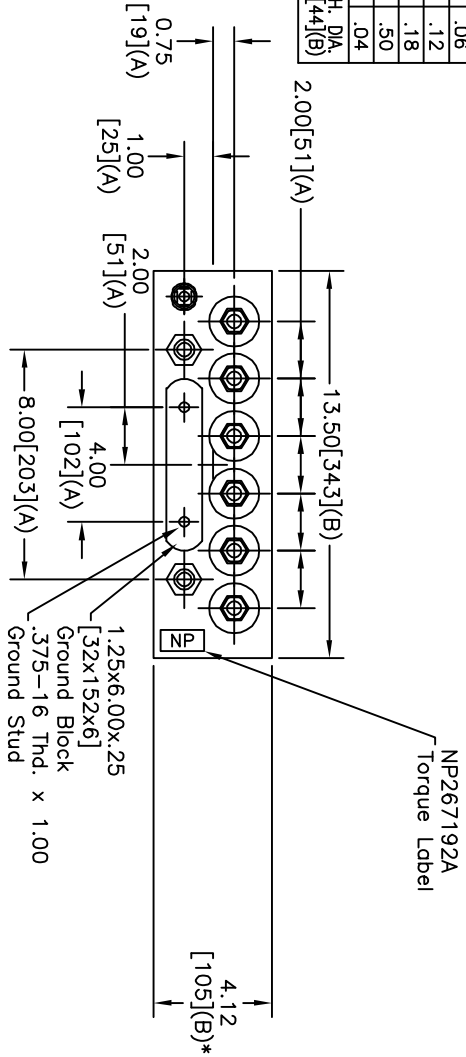 .06
.12
.18
.50
H. DIA. .04
[44](B)
0.75
[19](A)
2.00[51](A)
1.00
[25](A)
2.00
[51](A)
13.50[343](B)
4.00
[102](A)
8.00[203](A)
NP
NP267192A
Torque Label
1.25x6.00x.25
[32x152x6]
Ground Block
.375-16 Thd. x 1.00
Ground Stud
4.12
[105](B)*